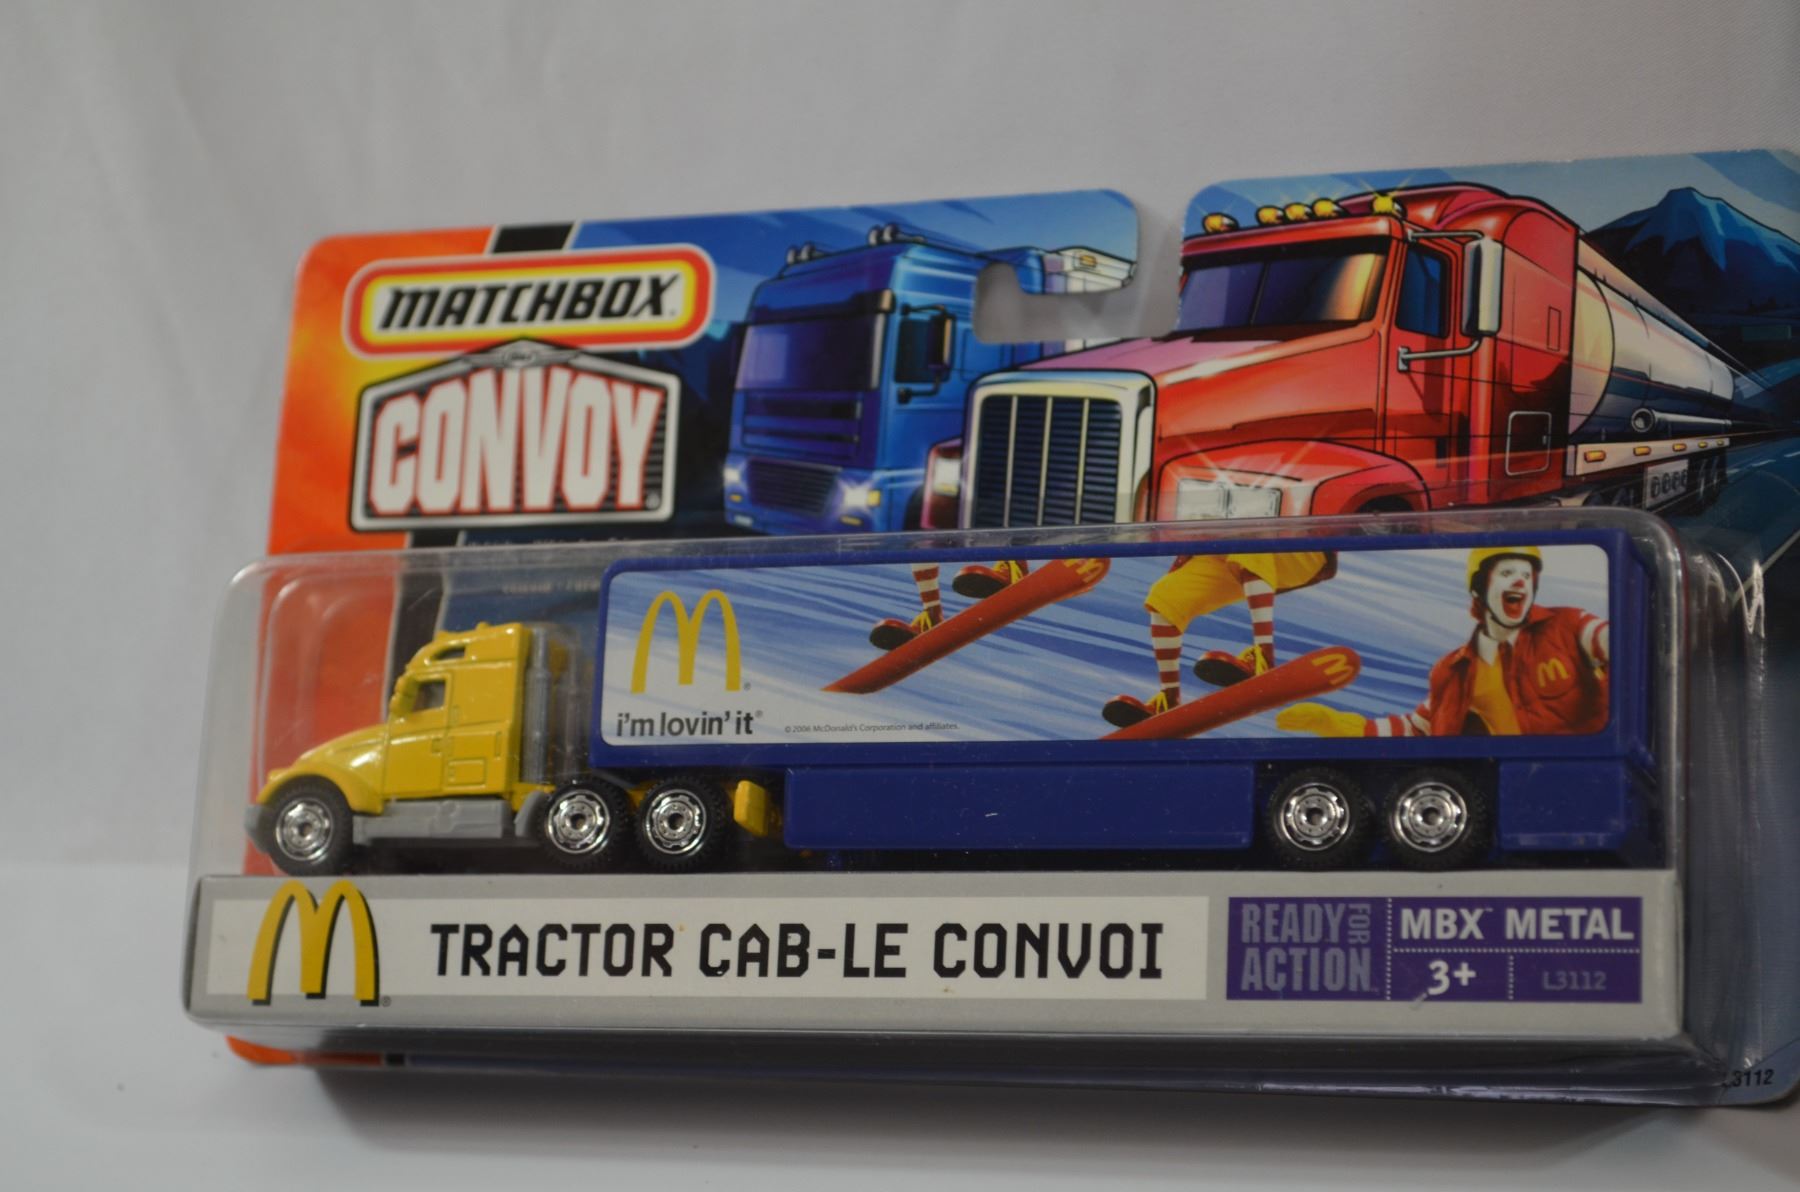 MATCHBOX
CONVOY
i'm lovin' it®
© 2006 McDonald's Corporation and affiliates.
M
M®
TRACTOR CAB-LE CONVOI
READY FOR ACTION
MBX™ METAL
3+
L3112
L3112